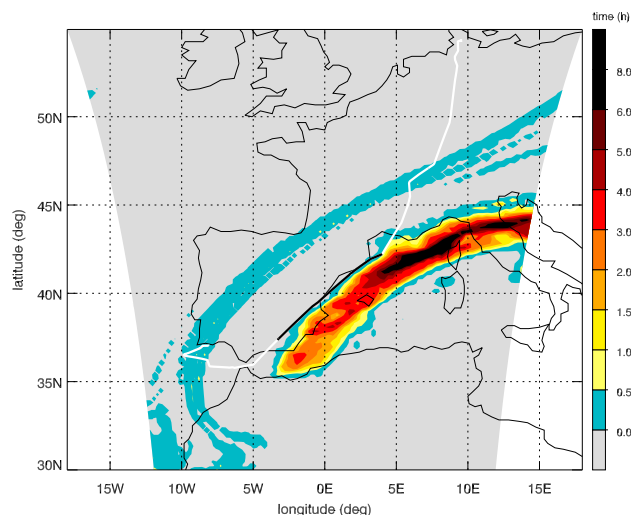 time (h)
8.0
6.0
5.0
4.0
3.0
2.0
1.5
1.0
0.5
0.0
50N
45N
40N
35N
30N
latitude (deg)
15W 10W 5W 0E 5E 10E 15E
longitude (deg)